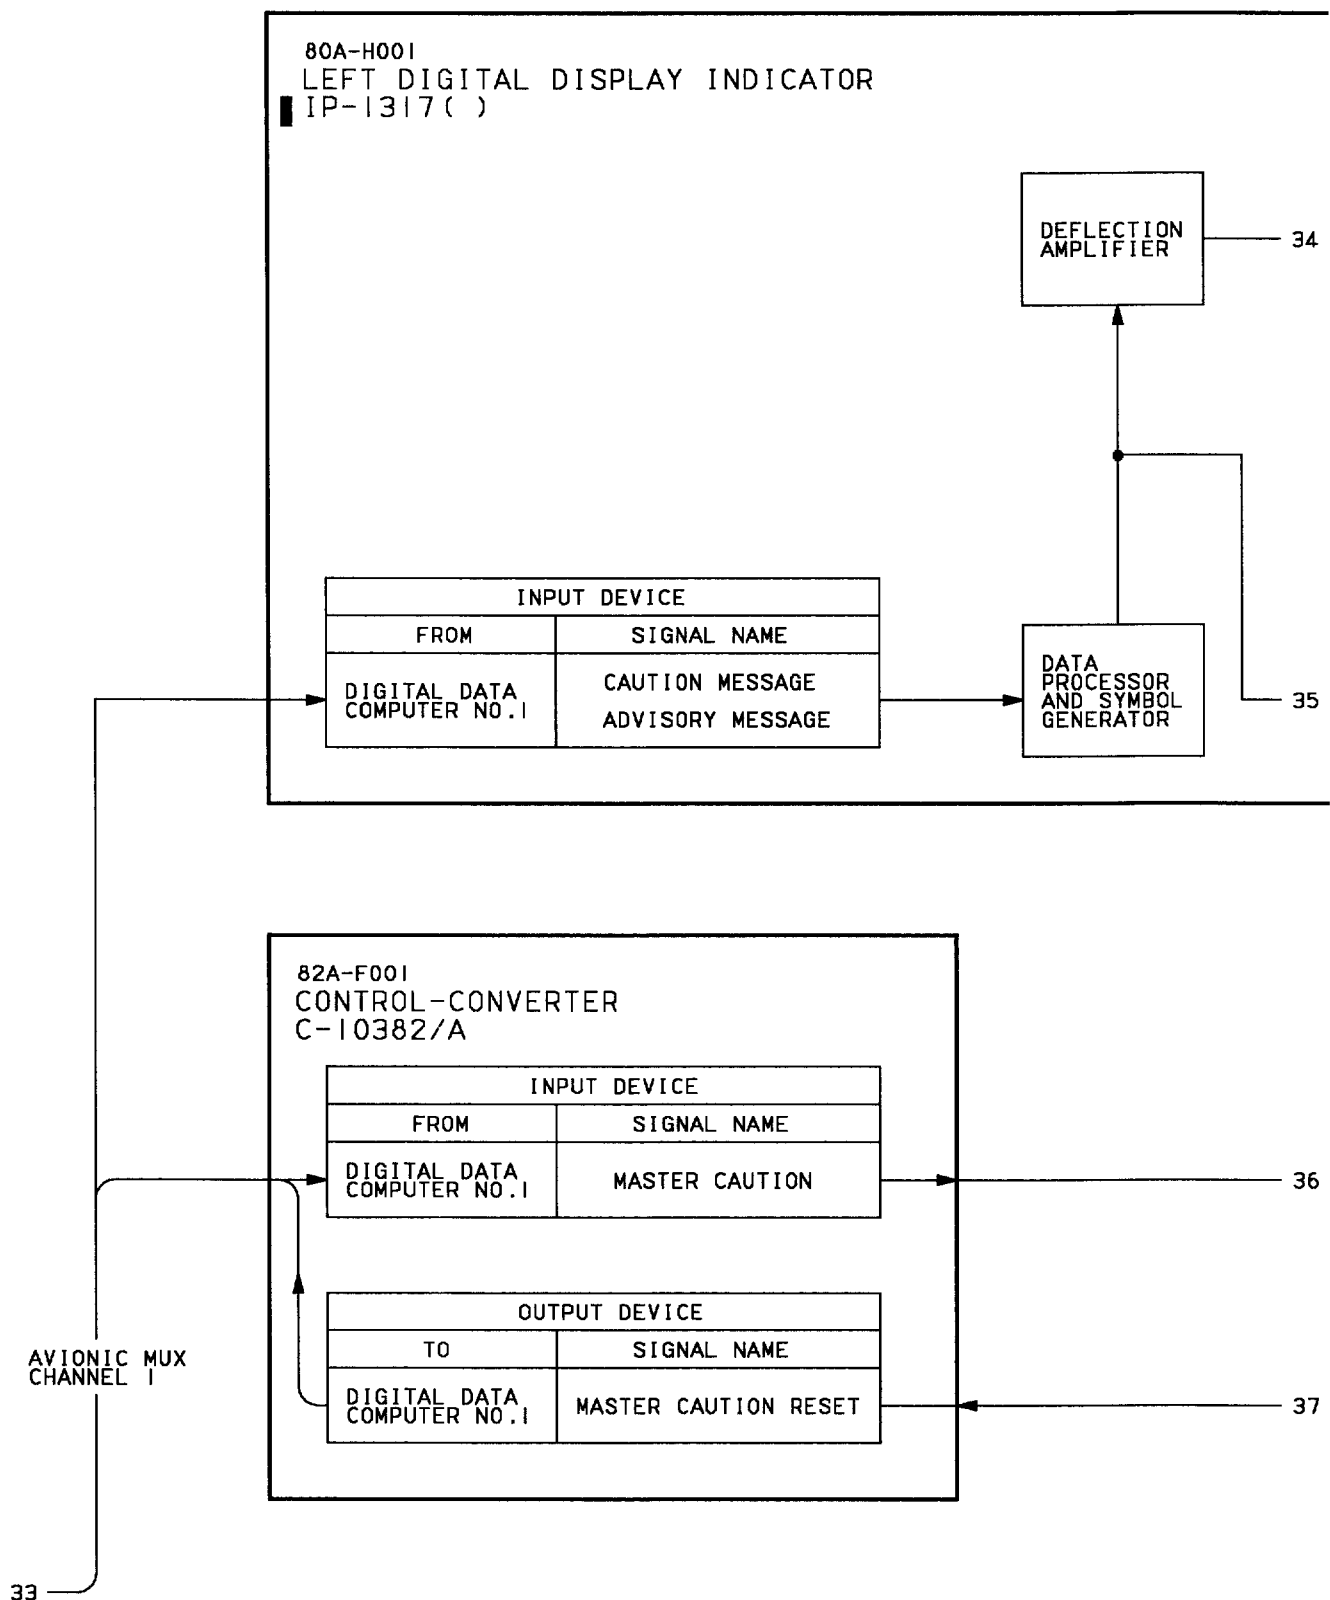 80A-H001
LEFT DIGITAL DISPLAY INDICATOR
IP-1317( )
DEFLECTION
AMPLIFIER
34
INPUT DEVICE
FROM
SIGNAL NAME
DIGITAL DATA
COMPUTER NO.1
CAUTION MESSAGE
ADVISORY MESSAGE
DATA
PROCESSOR
AND SYMBOL
GENERATOR
35
82A-F001
CONTROL-CONVERTER
C-10382/A
INPUT DEVICE
FROM
SIGNAL NAME
DIGITAL DATA
COMPUTER NO.1
MASTER CAUTION
36
OUTPUT DEVICE
TO
SIGNAL NAME
DIGITAL DATA
COMPUTER NO.1
MASTER CAUTION RESET
37
AVIONIC MUX
CHANNEL 1
33